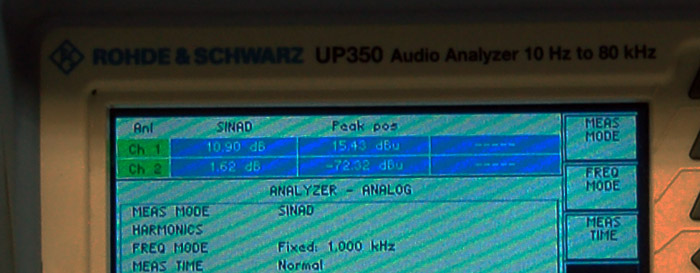 ROHDE & SCHWARZ UP350 Audio Analyzer 10 Hz to 80 kHz
Anl SINAD Peak pos
Ch 1 10.90 dB 15.43 dBu -----
Ch 2 1.62 dB -72.32 dBu -----
ANALYZER - ANALOG
MEAS MODE SINAD
HARMONICS
FREQ MODE Fixed: 1.000 kHz
MEAS TIME Normal
MEAS
MODE
FREQ
MODE
MEAS
TIME